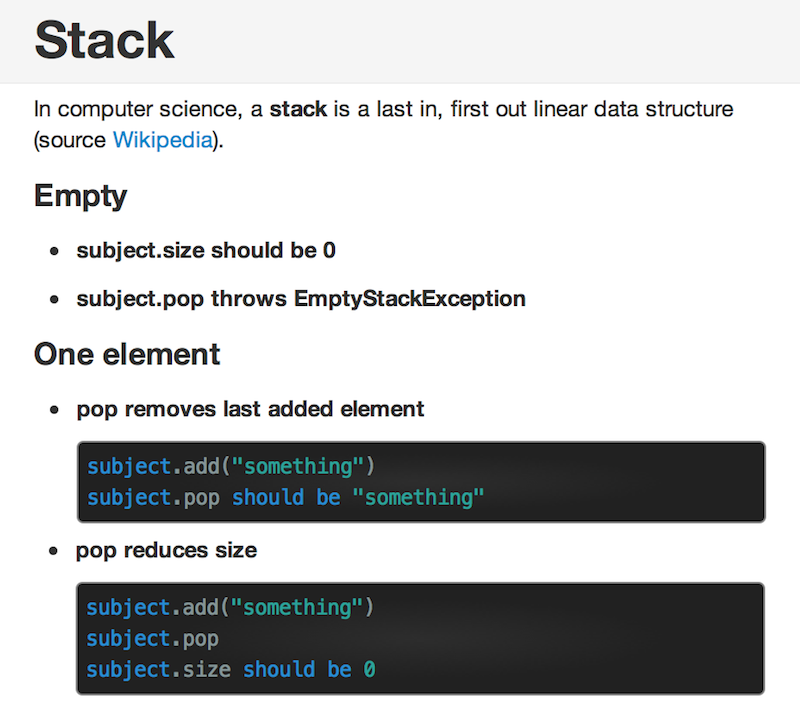 Stack
In computer science, a stack is a last in, first out linear data structure
(source Wikipedia).
Empty
• subject.size should be 0
• subject.pop throws EmptyStackException
One element
• pop removes last added element
subject.add("something")
subject.pop should be "something"
• pop reduces size
subject.add("something")
subject.pop
subject.size should be 0